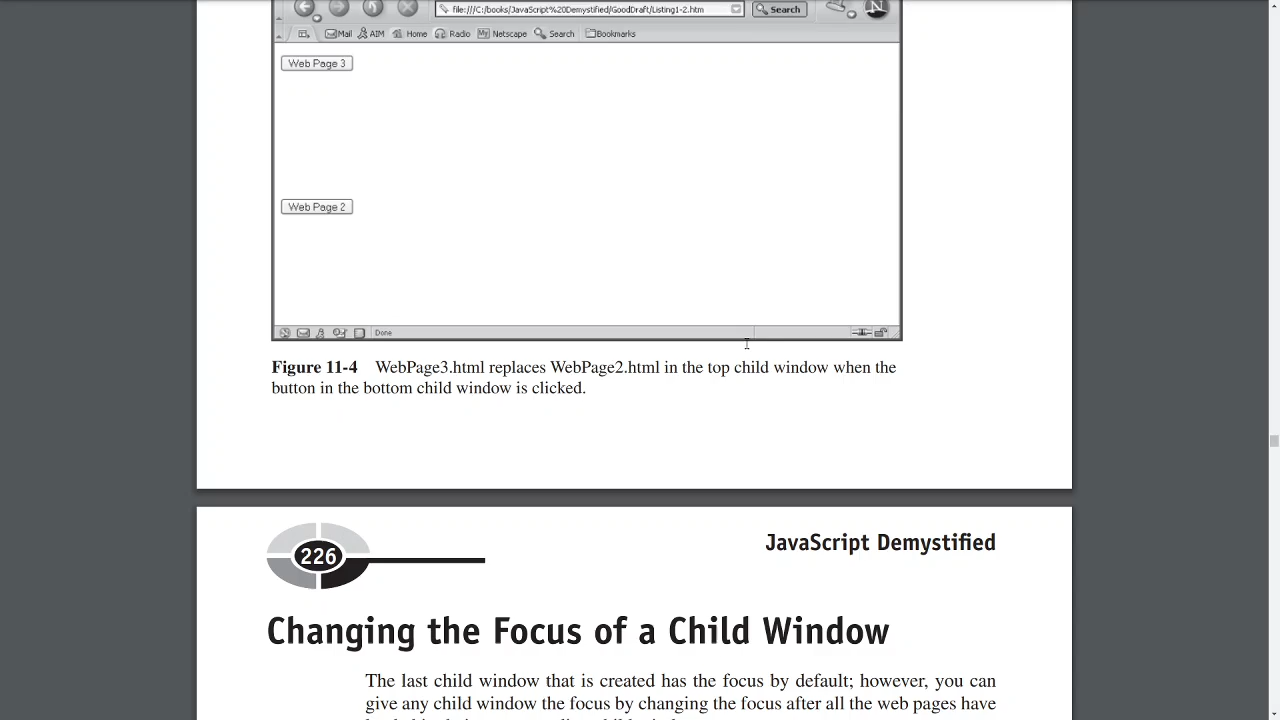 file:///C:/books/JavaScript%20Demystified/GoodDraft/Listing1-2.htm Search N
Mail AIM Home Radio My Netscape Search Bookmarks
Web Page 3
Web Page 2
Done
Figure 11-4 WebPage3.html replaces WebPage2.html in the top child window when the
button in the bottom child window is clicked.
226 JavaScript Demystified
Changing the Focus of a Child Window
The last child window that is created has the focus by default; however, you can
give any child window the focus by changing the focus after all the web pages have